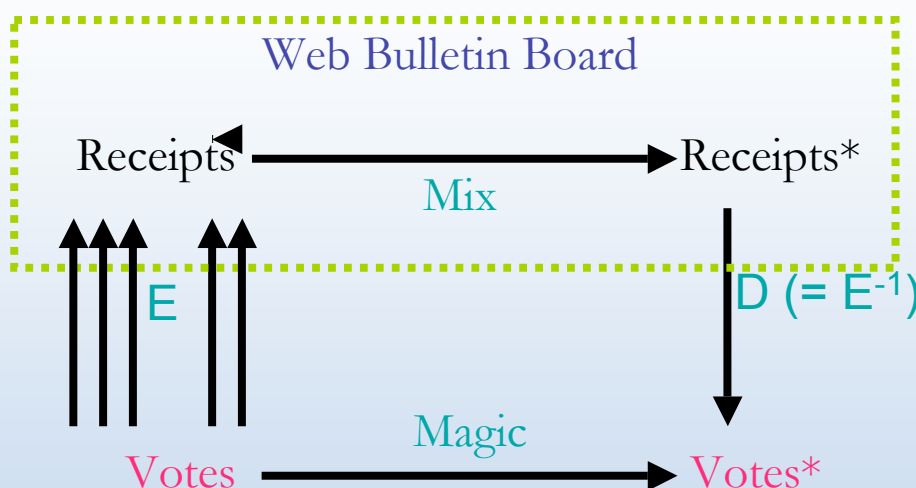 Web Bulletin Board
Receipts Receipts*
Mix
E D (= E⁻¹)
Magic
Votes Votes*